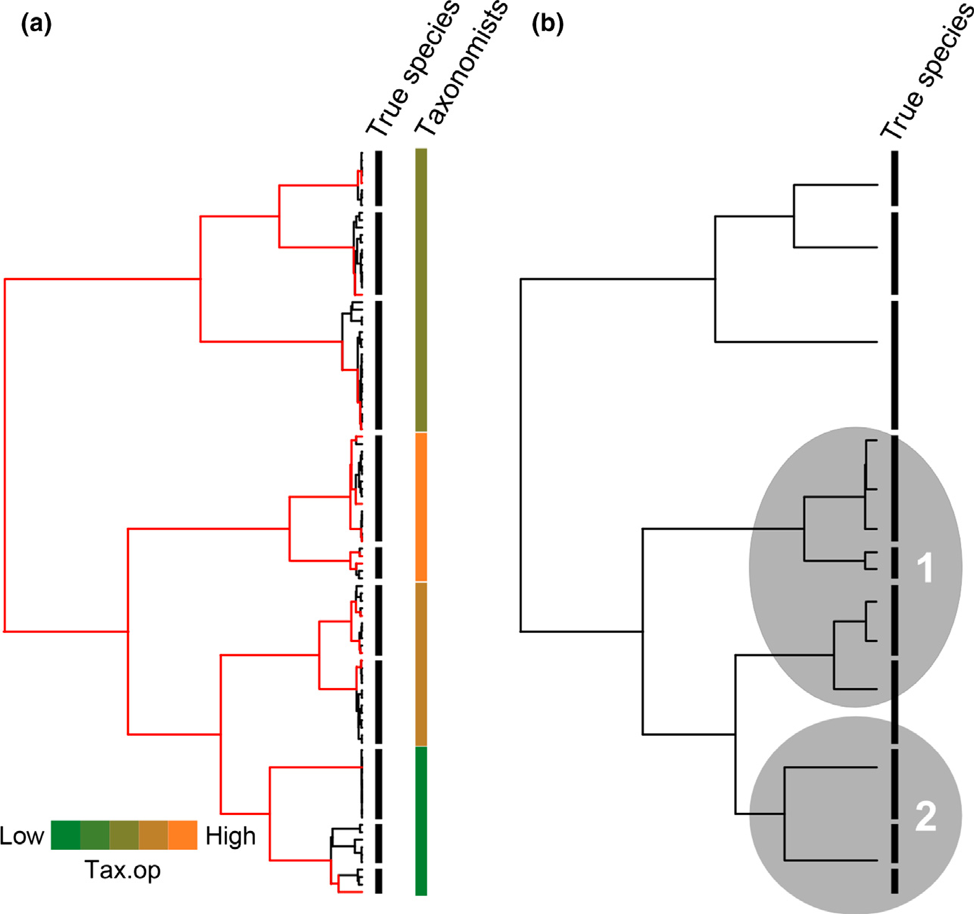 (a)
True species
Taxonomists
(b)
True species
1
2
Low
High
Tax.op